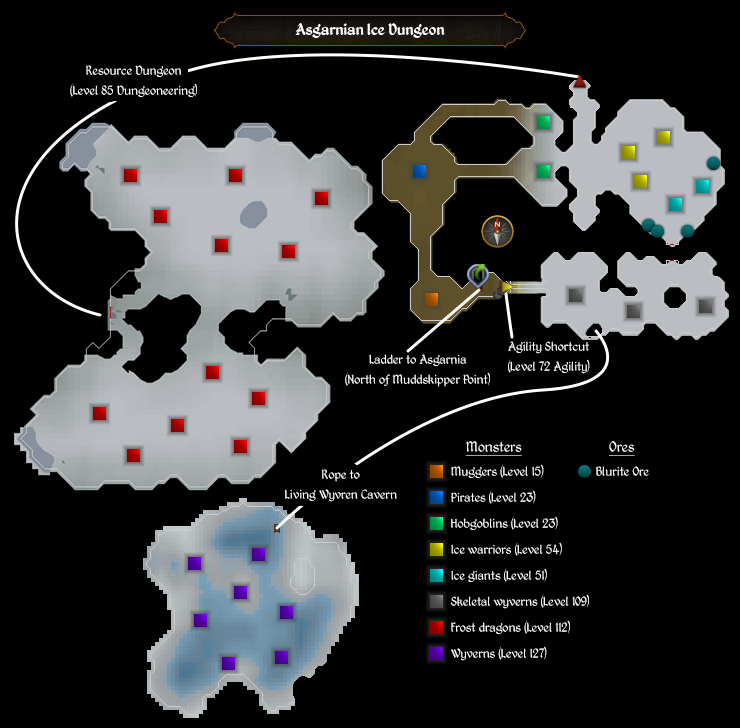 Asgarnian Ice Dungeon
Resource Dungeon
(Level 85 Dungeoneering)
N
Ladder to Asgarnia
(North of Muddskipper Point)
Agility Shortcut
(Level 72 Agility)
Rope to
Living Wyvren Cavern
Monsters
Muggers (Level 15)
Pirates (Level 23)
Hobgoblins (Level 23)
Ice warriors (Level 54)
Ice giants (Level 51)
Skeletal wyverns (Level 109)
Frost dragons (Level 112)
Wyverns (Level 127)
Ores
Blurite Ore